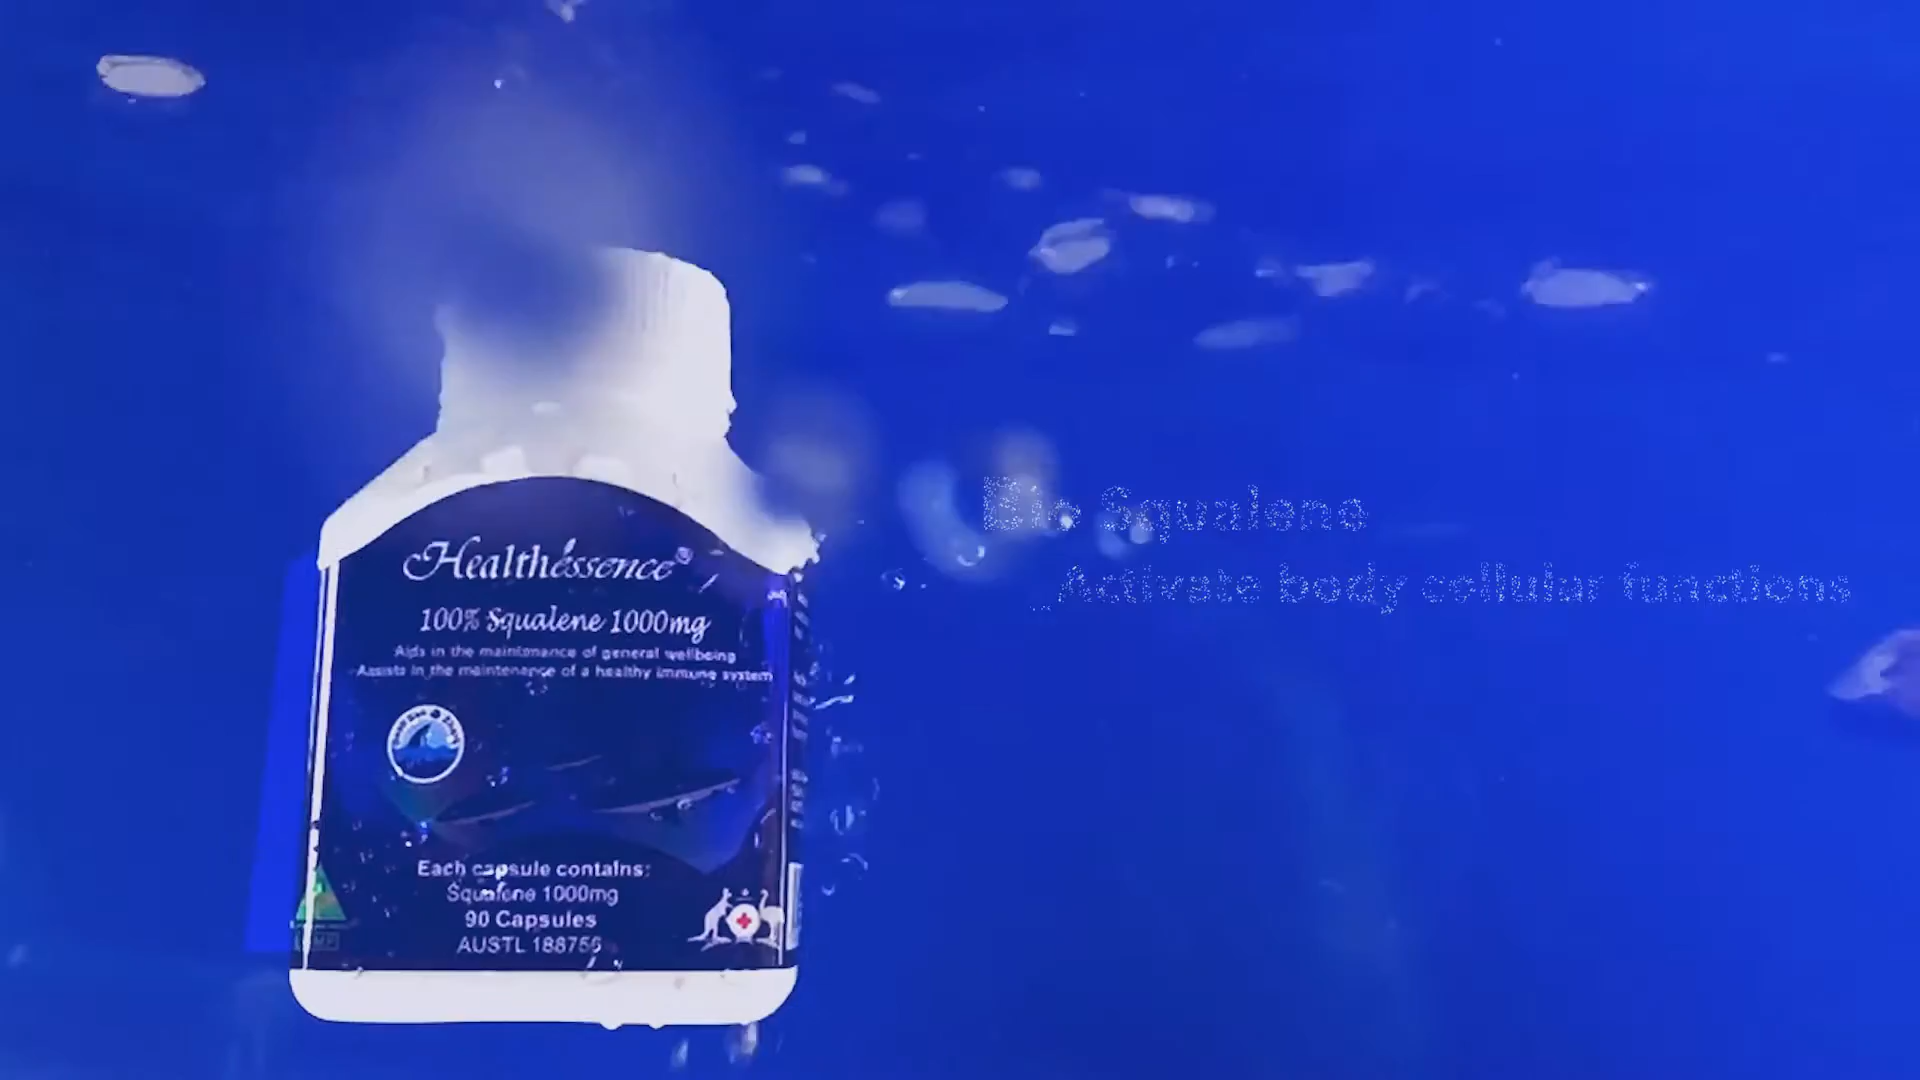 Healthessence®
100% Squalene 1000mg
Aids in the maintenance of general wellbeing
Assists in the maintenance of a healthy immune system
Each capsule contains:
Squalene 1000mg
90 Capsules
AUSTL 188756
Bio Squalene
Activate body cellular functions